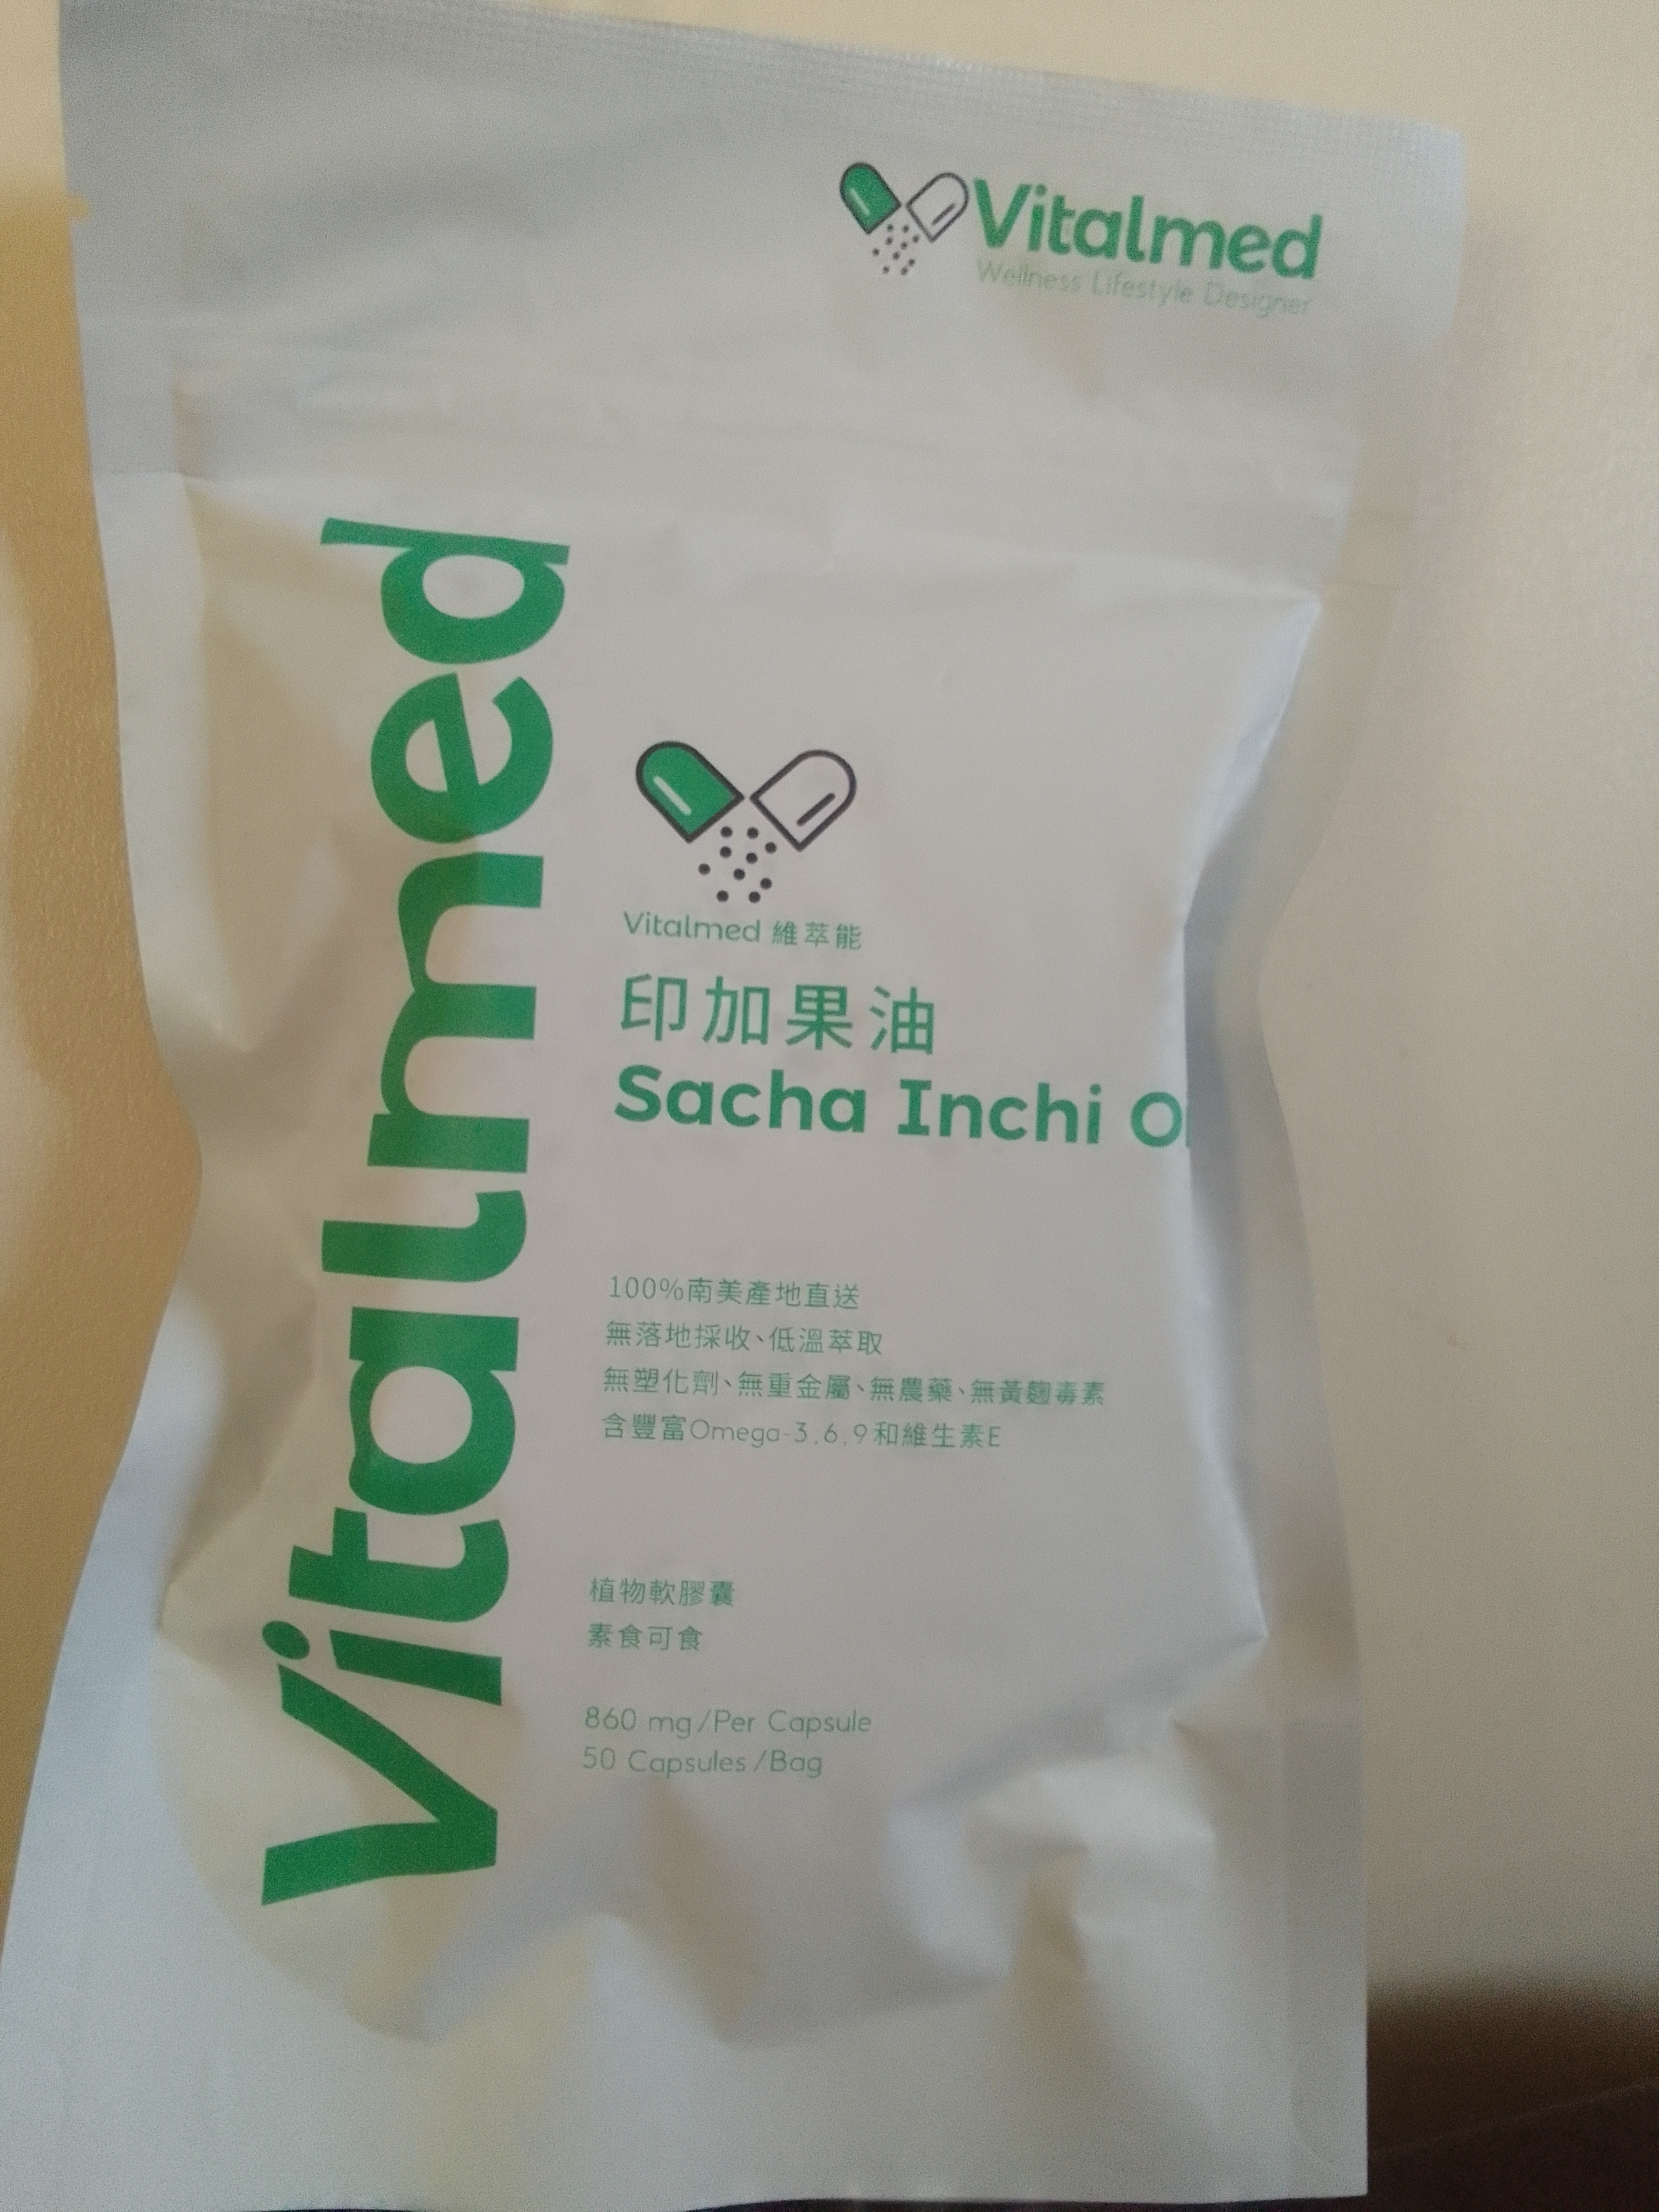 Vitalmed
Wellness Lifestyle Designer
Vitalmed
Vitalmed 維萃能
印加果油
Sacha Inchi
100%南美產地直送
無落地採收、低溫萃取
無塑化劑、無重金屬、無農藥、無黃麴毒素
含豐富Omega-3,6,9和維生素E
植物軟膠囊
素食可食
860 mg/Per Capsule
50 Capsules/Bag